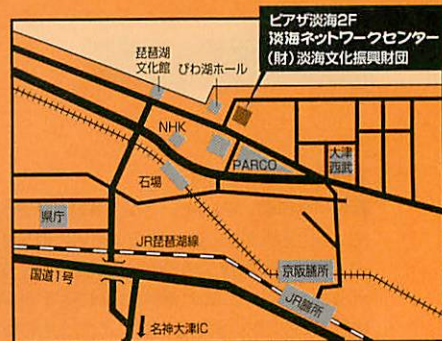 ピアザ淡海2F
淡海ネットワークセンター
(財)淡海文化振興財団
琵琶湖
文化館
びわ湖ホール
NHK
PARCO
大津
西武
石場
県庁
JR琵琶湖線
京阪膳所
国道1号
JR膳所
名神大津IC